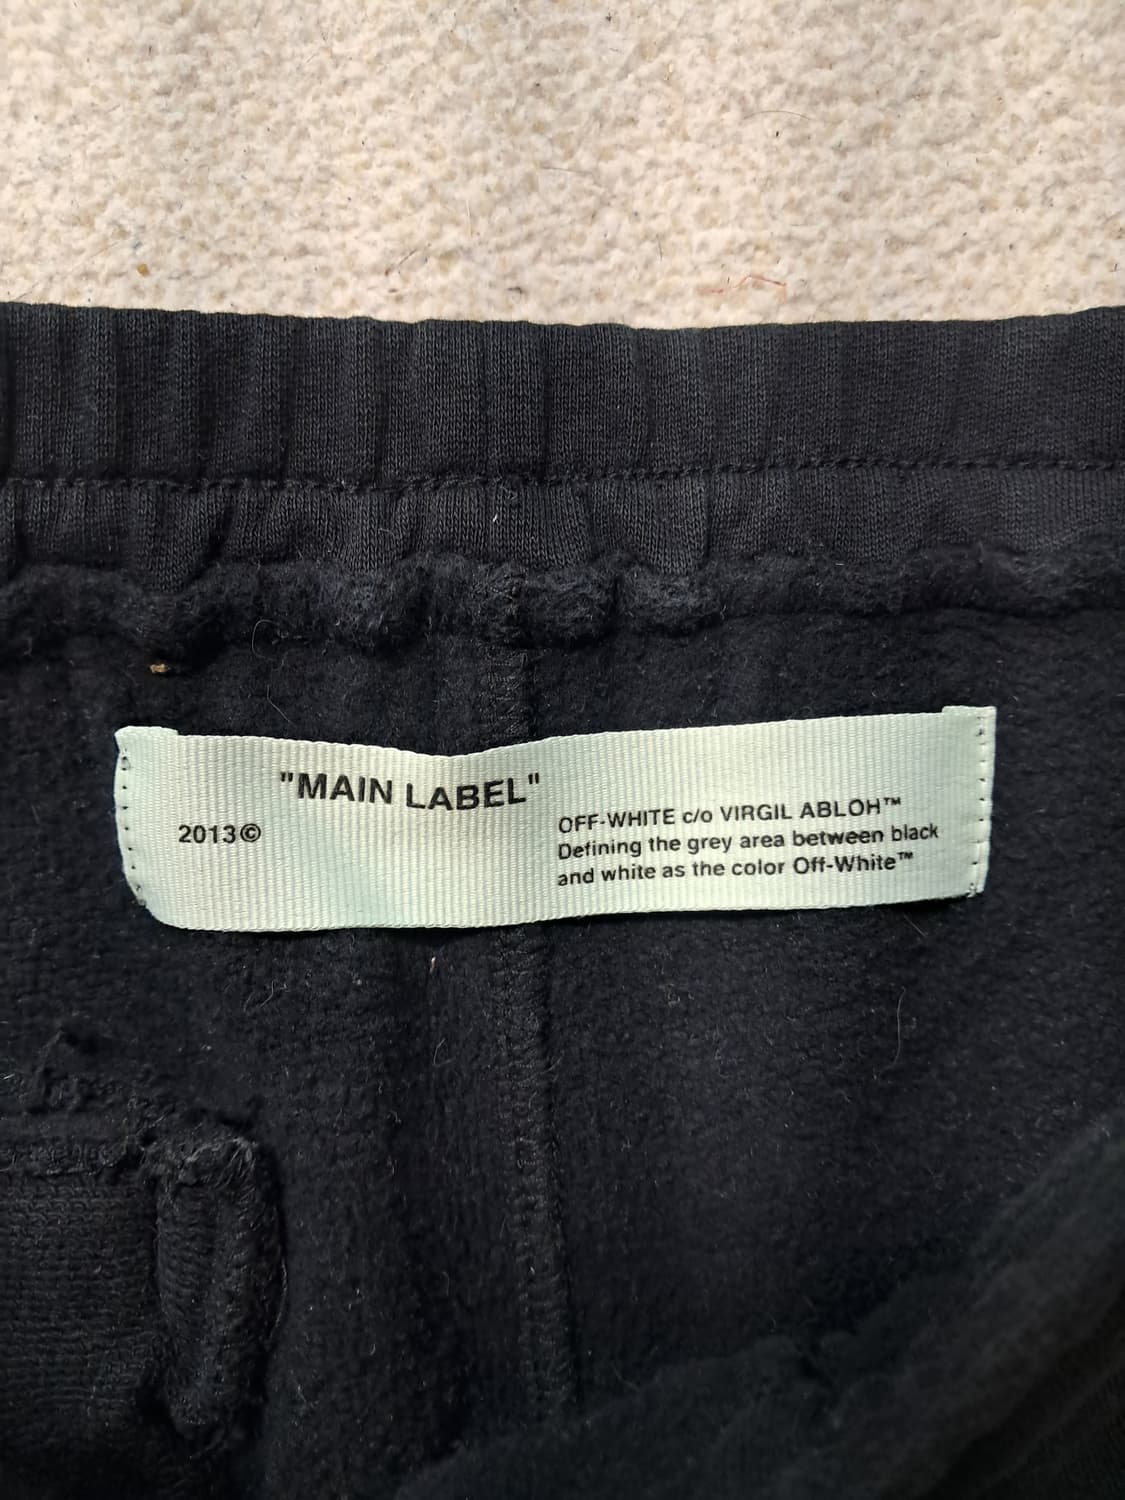 "MAIN LABEL"
2013©
OFF-WHITE c/o VIRGIL ABLOH™
Defining the grey area between black
and white as the color Off-White™